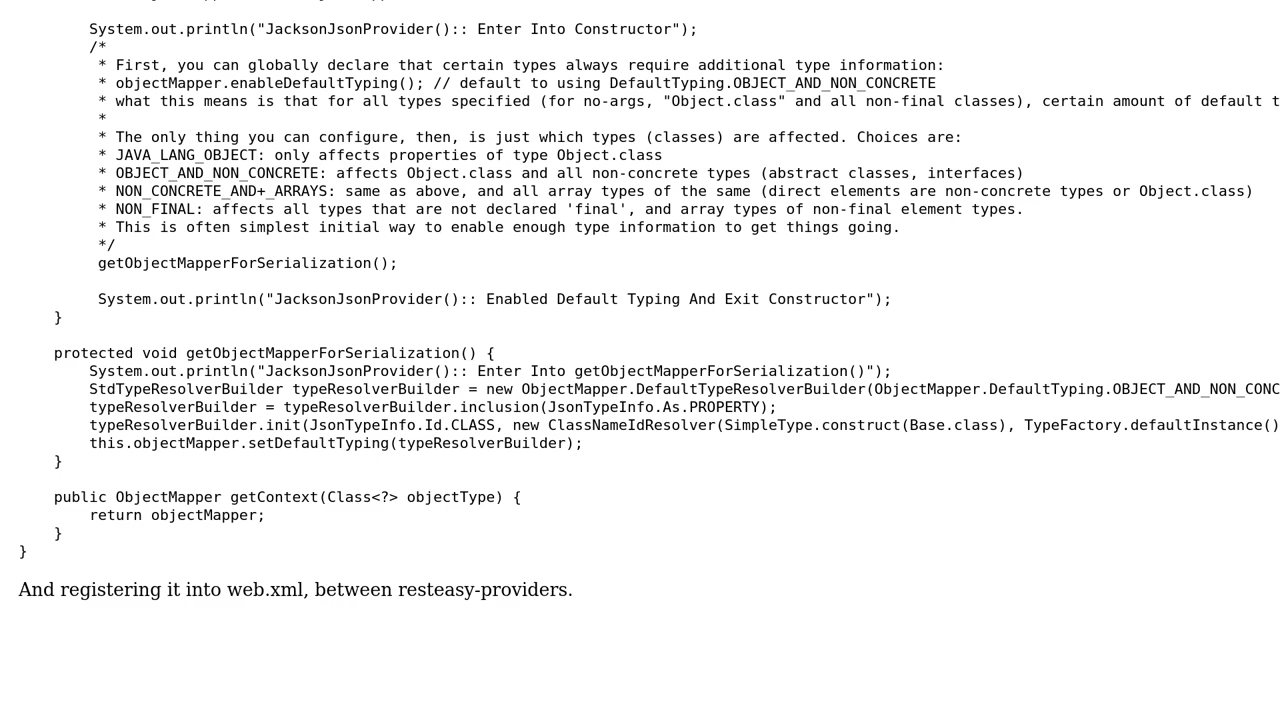 System.out.println("JacksonJsonProvider():: Enter Into Constructor");
/*
* First, you can globally declare that certain types always require additional type information:
* objectMapper.enableDefaultTyping(); // default to using DefaultTyping.OBJECT_AND_NON_CONCRETE
* what this means is that for all types specified (for no-args, "Object.class" and all non-final classes), certain amount of default t
*
* The only thing you can configure, then, is just which types (classes) are affected. Choices are:
* JAVA_LANG_OBJECT: only affects properties of type Object.class
* OBJECT_AND_NON_CONCRETE: affects Object.class and all non-concrete types (abstract classes, interfaces)
* NON_CONCRETE_AND+_ARRAYS: same as above, and all array types of the same (direct elements are non-concrete types or Object.class)
* NON_FINAL: affects all types that are not declared 'final', and array types of non-final element types.
* This is often simplest initial way to enable enough type information to get things going.
*/
getObjectMapperForSerialization();
System.out.println("JacksonJsonProvider():: Enabled Default Typing And Exit Constructor");
}
protected void getObjectMapperForSerialization() {
System.out.println("JacksonJsonProvider():: Enter Into getObjectMapperForSerialization()");
StdTypeResolverBuilder typeResolverBuilder = new ObjectMapper.DefaultTypeResolverBuilder(ObjectMapper.DefaultTyping.OBJECT_AND_NON_CONC
typeResolverBuilder = typeResolverBuilder.inclusion(JsonTypeInfo.As.PROPERTY);
typeResolverBuilder.init(JsonTypeInfo.Id.CLASS, new ClassNameIdResolver(SimpleType.construct(Base.class), TypeFactory.defaultInstance()
this.objectMapper.setDefaultTyping(typeResolverBuilder);
}
public ObjectMapper getContext(Class<?> objectType) {
return objectMapper;
}
}
And registering it into web.xml, between resteasy-providers.